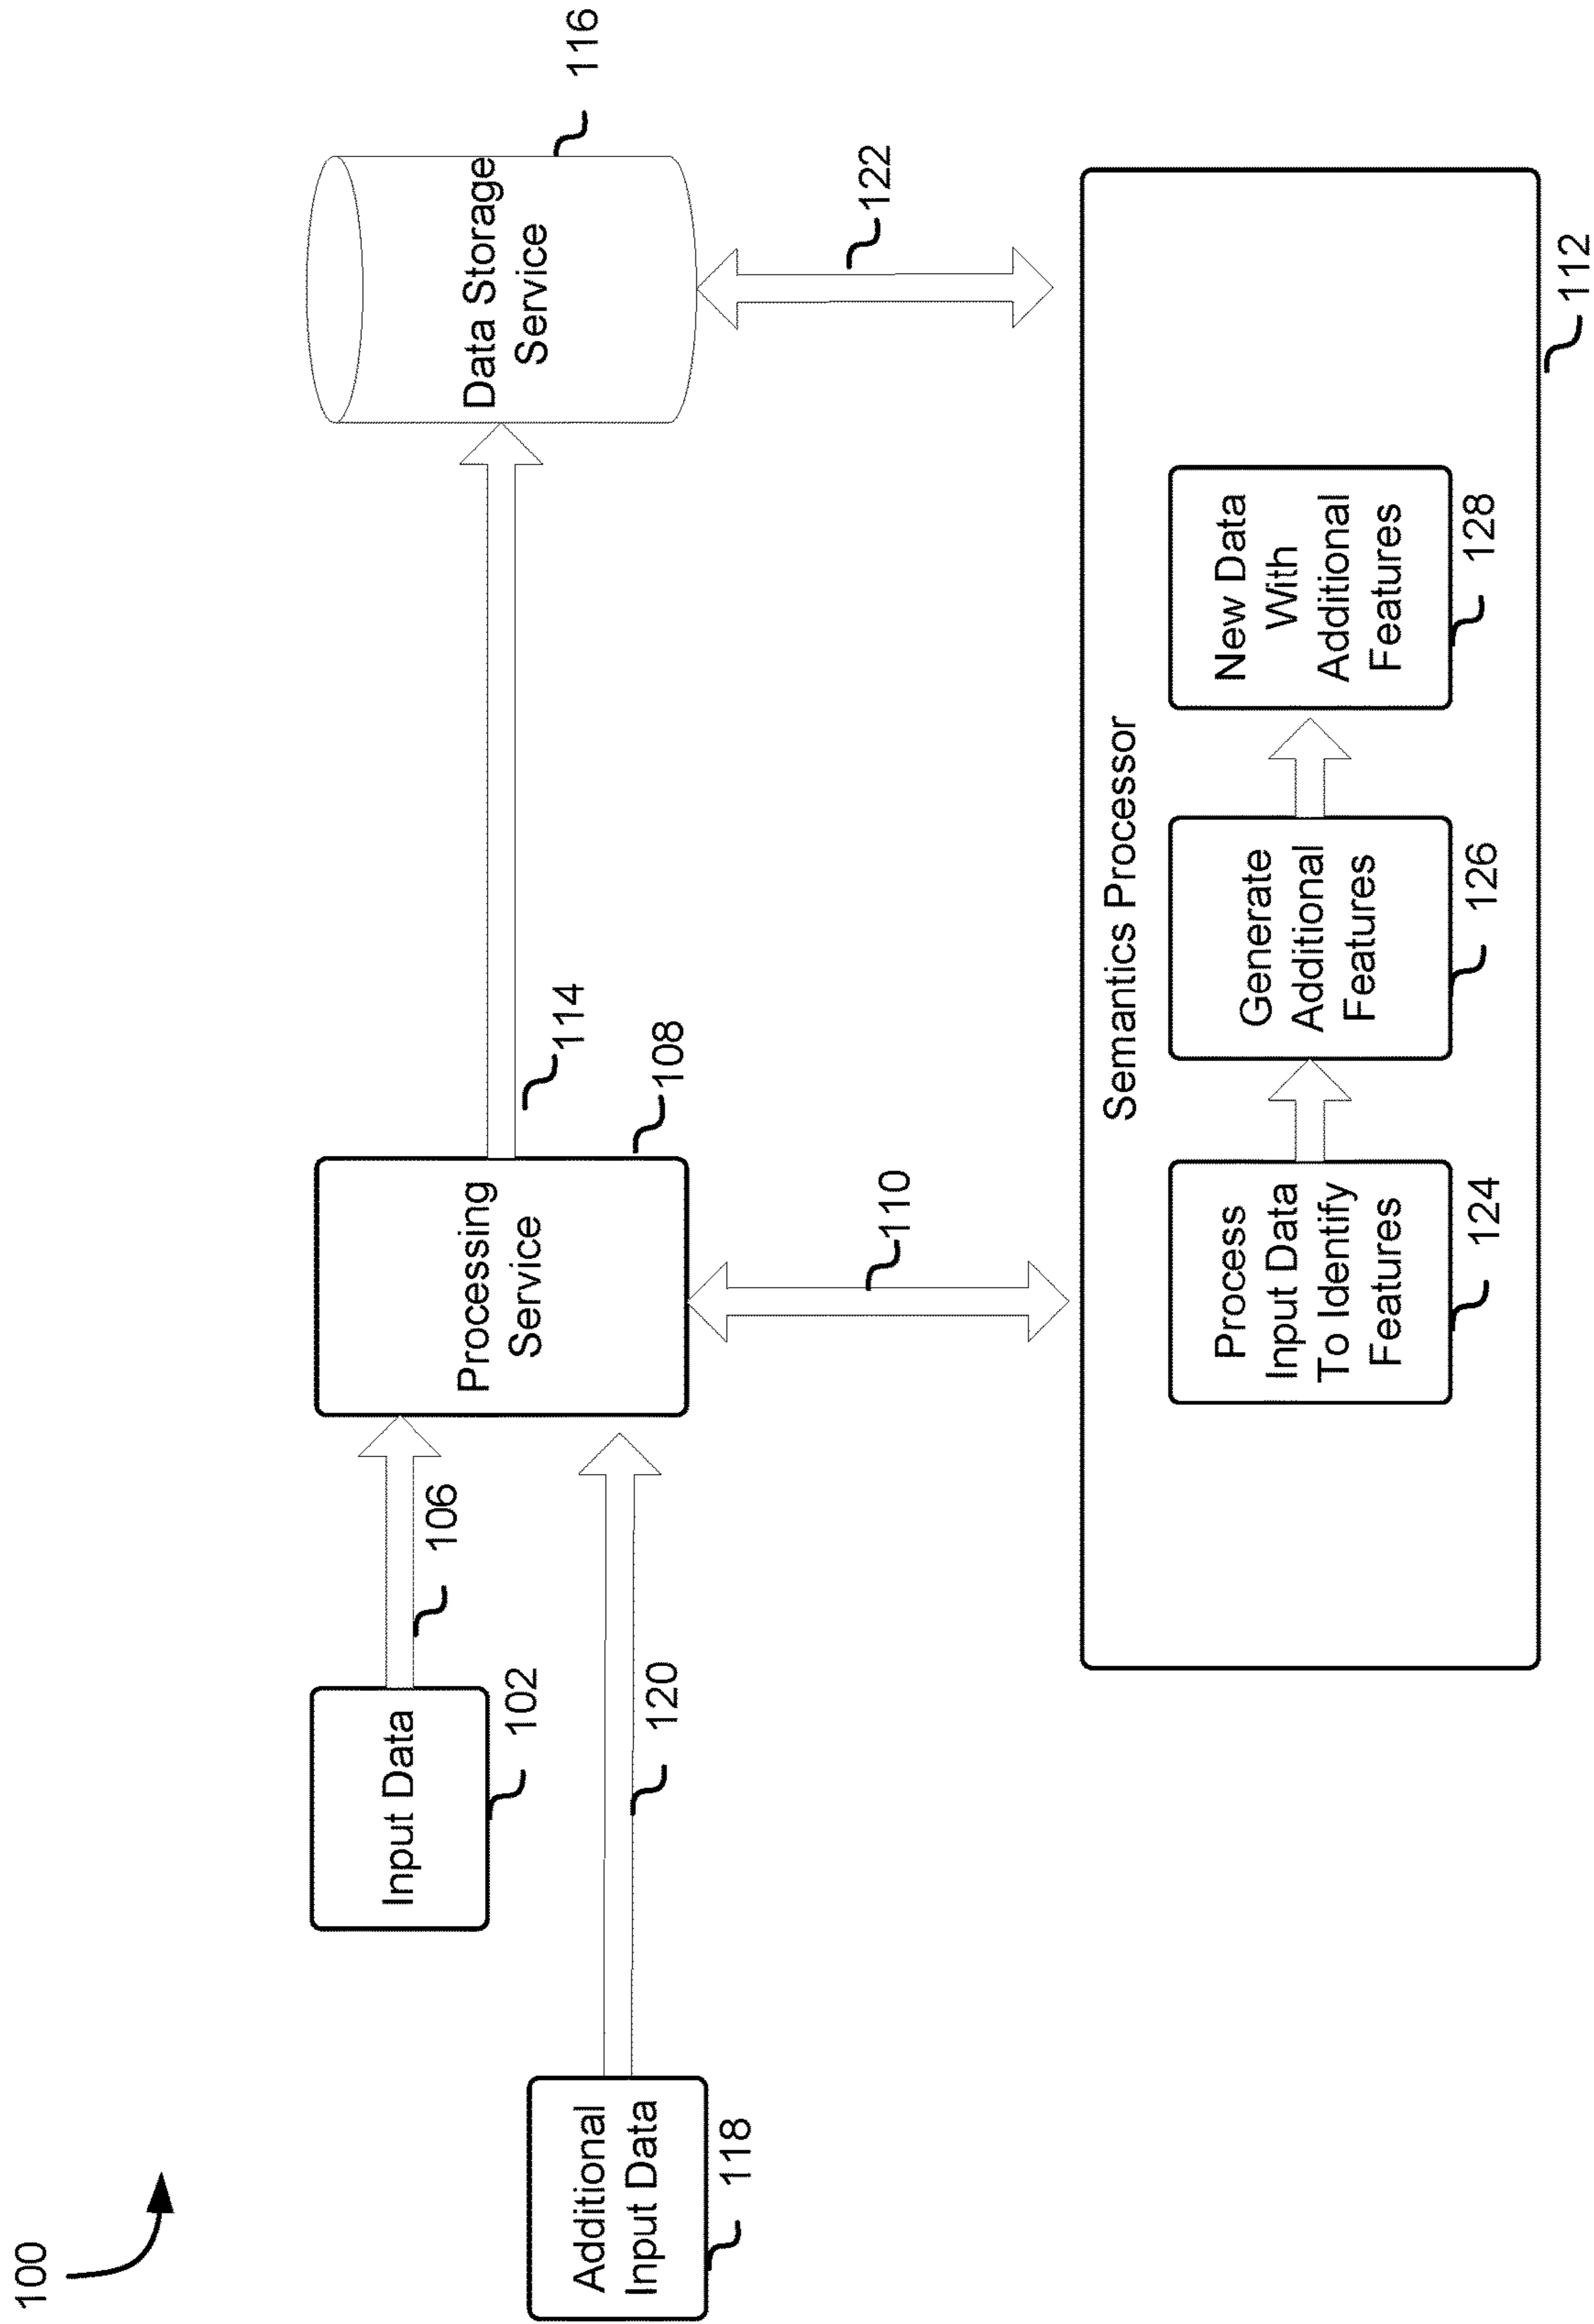 100
Input Data
102
106
Additional
Input Data
118
120
Processing
Service
108
114
110
Data Storage
Service
116
122
Semantics Processor
Process
Input Data
To Identify
Features
124
Generate
Additional
Features
126
New Data
With
Additional
Features
128
112